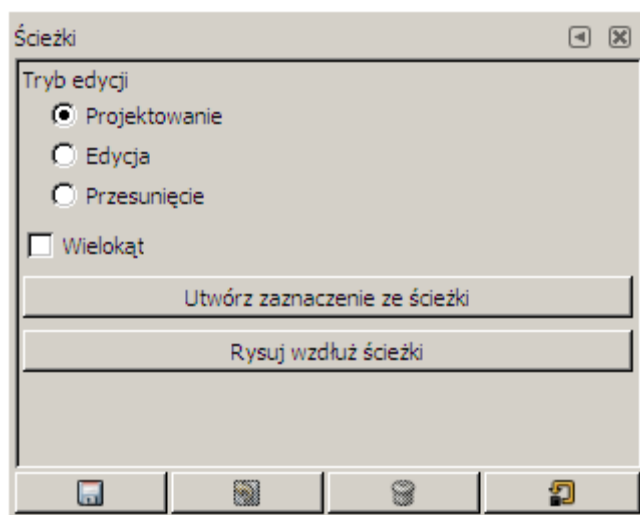 Ścieżki
Tryb edycji
Projektowanie
Edycja
Przesunięcie
Wielokąt
Utwórz zaznaczenie ze ścieżki
Rysuj wzdłuż ścieżki